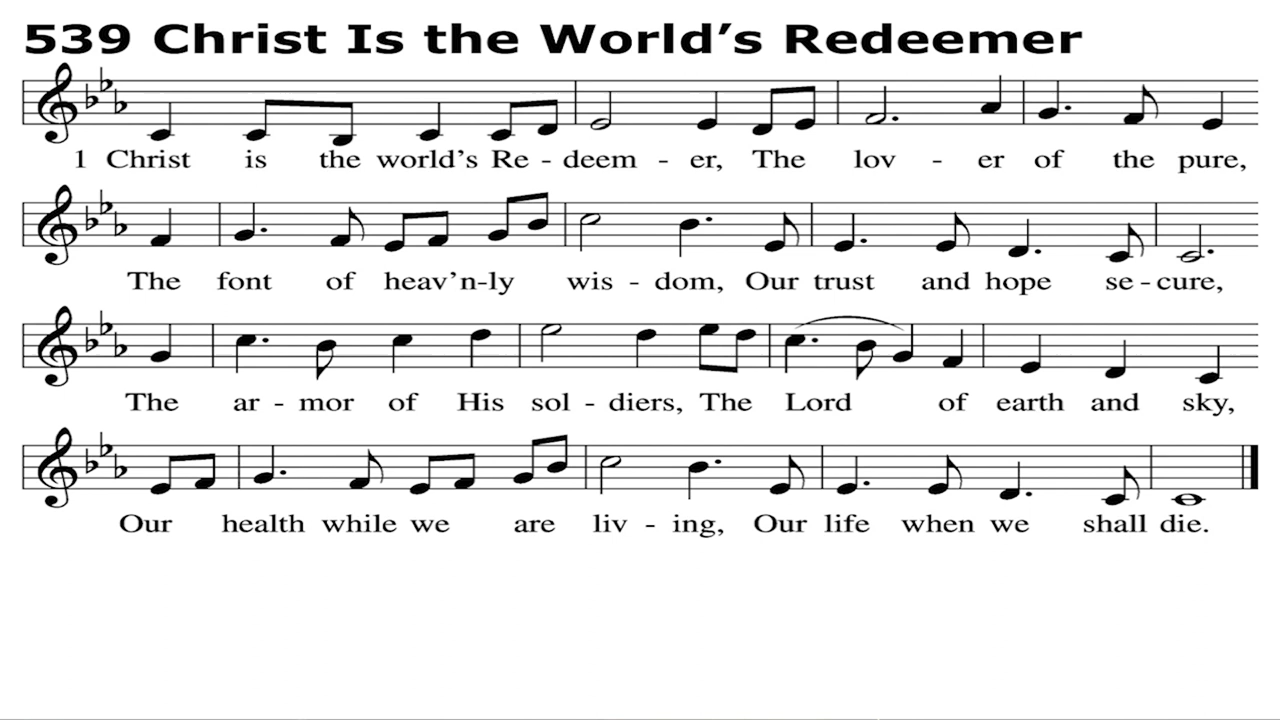 539 Christ Is the World’s Redeemer
1 Christ is the world’s Re - deem - er, The lov - er of the pure,
The font of heav’n-ly wis - dom, Our trust and hope se - cure,
The ar - mor of His sol - diers, The Lord of earth and sky,
Our health while we are liv - ing, Our life when we shall die.